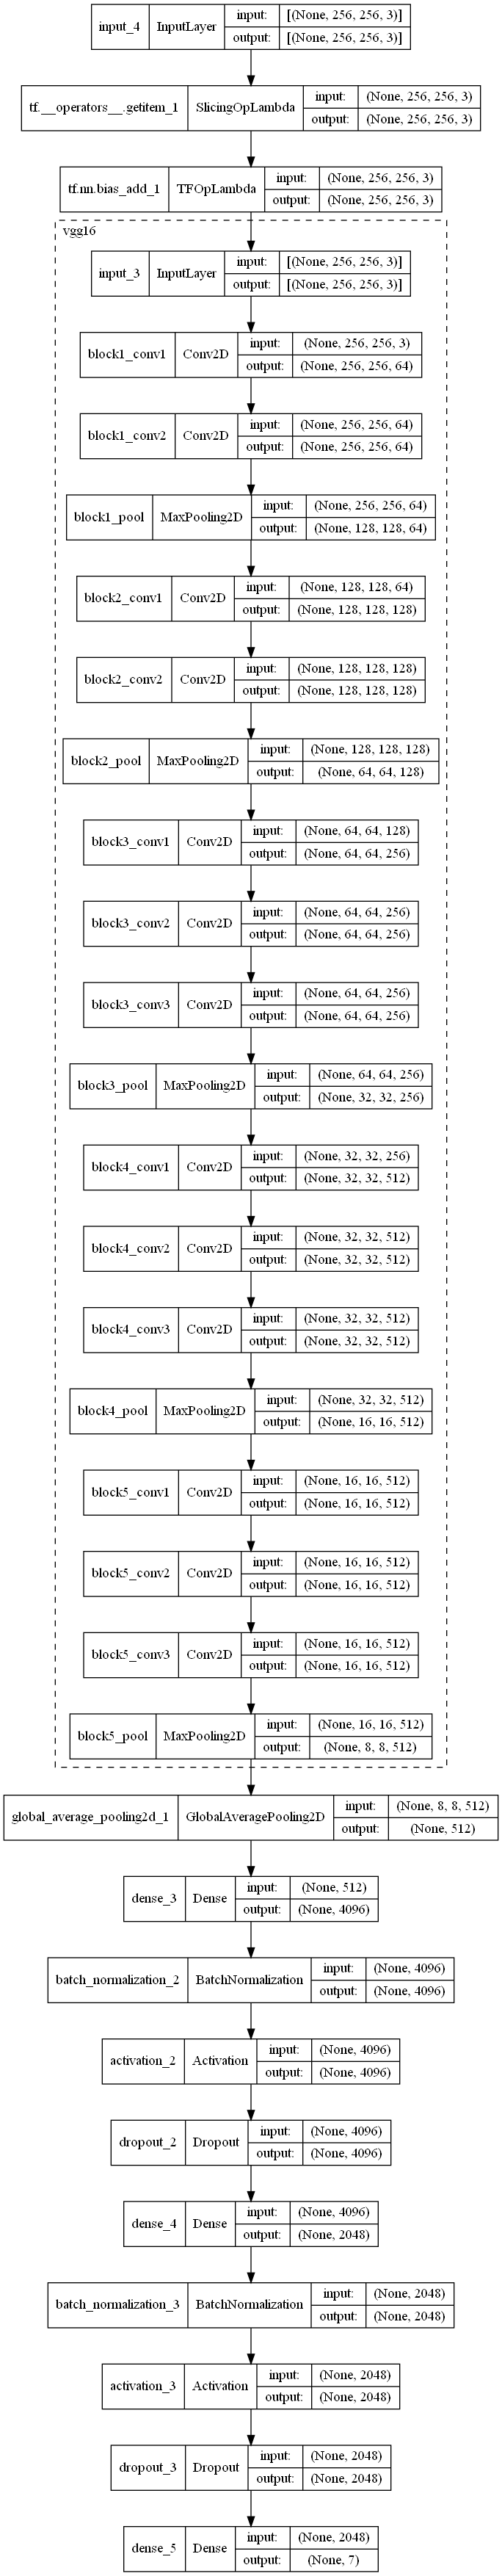 input_4 InputLayer input: [(None, 256, 256, 3)]
output: [(None, 256, 256, 3)]
tf.__operators__.getitem_1 SlicingOpLambda input: (None, 256, 256, 3)
output: (None, 256, 256, 3)
tf.nn.bias_add_1 TFOpLambda input: (None, 256, 256, 3)
output: (None, 256, 256, 3)
vgg16
input_3 InputLayer input: [(None, 256, 256, 3)]
output: [(None, 256, 256, 3)]
block1_conv1 Conv2D input: (None, 256, 256, 3)
output: (None, 256, 256, 64)
block1_conv2 Conv2D input: (None, 256, 256, 64)
output: (None, 256, 256, 64)
block1_pool MaxPooling2D input: (None, 256, 256, 64)
output: (None, 128, 128, 64)
block2_conv1 Conv2D input: (None, 128, 128, 64)
output: (None, 128, 128, 128)
block2_conv2 Conv2D input: (None, 128, 128, 128)
output: (None, 128, 128, 128)
block2_pool MaxPooling2D input: (None, 128, 128, 128)
output: (None, 64, 64, 128)
block3_conv1 Conv2D input: (None, 64, 64, 128)
output: (None, 64, 64, 256)
block3_conv2 Conv2D input: (None, 64, 64, 256)
output: (None, 64, 64, 256)
block3_conv3 Conv2D input: (None, 64, 64, 256)
output: (None, 64, 64, 256)
block3_pool MaxPooling2D input: (None, 64, 64, 256)
output: (None, 32, 32, 256)
block4_conv1 Conv2D input: (None, 32, 32, 256)
output: (None, 32, 32, 512)
block4_conv2 Conv2D input: (None, 32, 32, 512)
output: (None, 32, 32, 512)
block4_conv3 Conv2D input: (None, 32, 32, 512)
output: (None, 32, 32, 512)
block4_pool MaxPooling2D input: (None, 32, 32, 512)
output: (None, 16, 16, 512)
block5_conv1 Conv2D input: (None, 16, 16, 512)
output: (None, 16, 16, 512)
block5_conv2 Conv2D input: (None, 16, 16, 512)
output: (None, 16, 16, 512)
block5_conv3 Conv2D input: (None, 16, 16, 512)
output: (None, 16, 16, 512)
block5_pool MaxPooling2D input: (None, 16, 16, 512)
output: (None, 8, 8, 512)
global_average_pooling2d_1 GlobalAveragePooling2D input: (None, 8, 8, 512)
output: (None, 512)
dense_3 Dense input: (None, 512)
output: (None, 4096)
batch_normalization_2 BatchNormalization input: (None, 4096)
output: (None, 4096)
activation_2 Activation input: (None, 4096)
output: (None, 4096)
dropout_2 Dropout input: (None, 4096)
output: (None, 4096)
dense_4 Dense input: (None, 4096)
output: (None, 2048)
batch_normalization_3 BatchNormalization input: (None, 2048)
output: (None, 2048)
activation_3 Activation input: (None, 2048)
output: (None, 2048)
dropout_3 Dropout input: (None, 2048)
output: (None, 2048)
dense_5 Dense input: (None, 2048)
output: (None, 7)